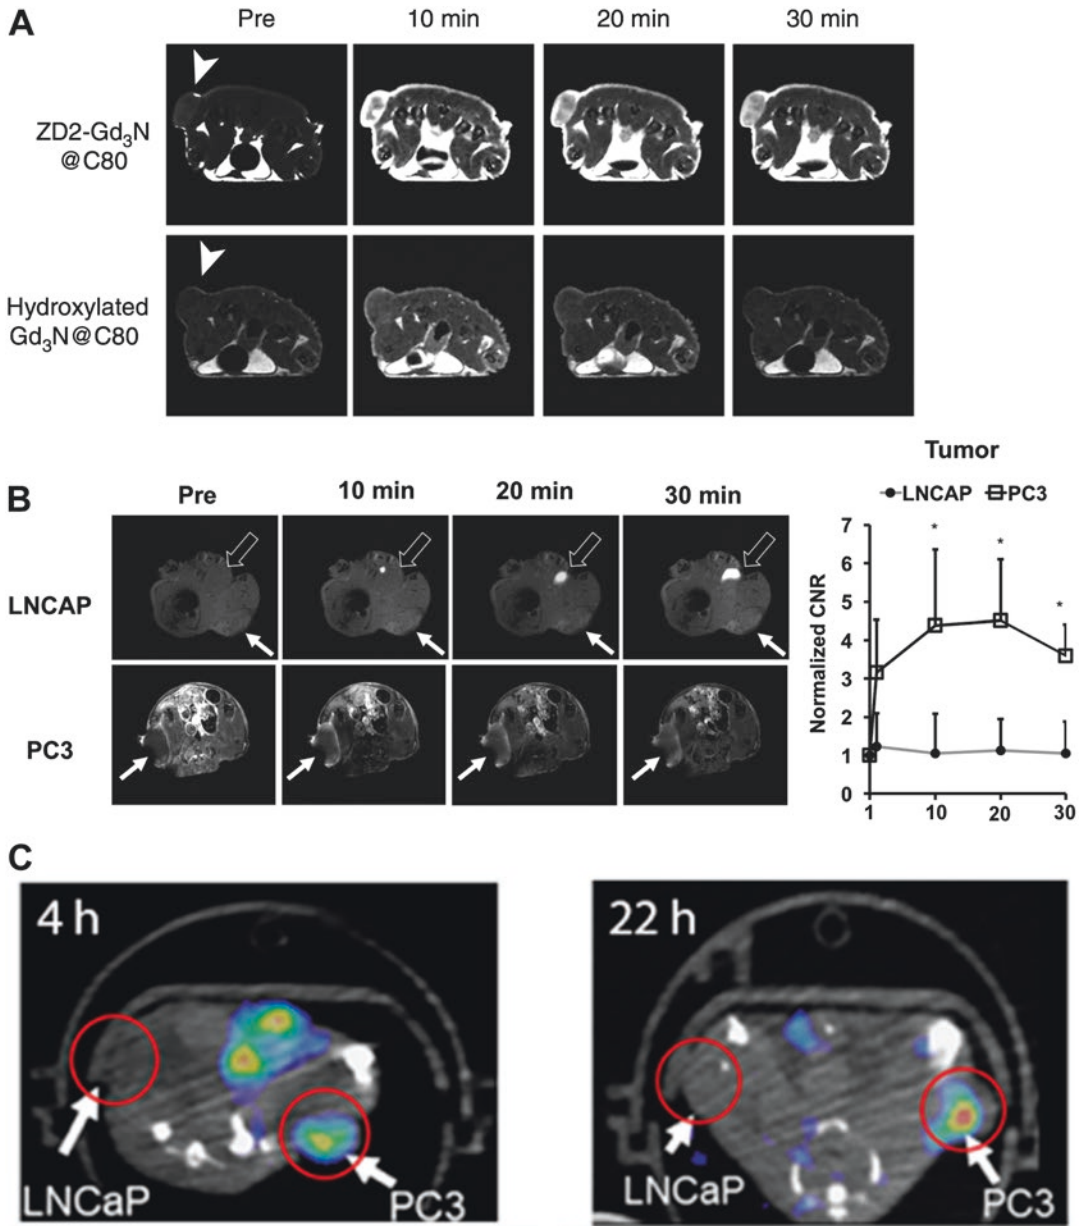 A
Pre 10 min 20 min 30 min
ZD2-Gd3N
@C80
Hydroxylated
Gd3N@C80
B
Pre 10 min 20 min 30 min
LNCAP
PC3
Tumor
LNCAP PC3
Normalized CNR
7
6
5
4
3
2
1
0
* * *
1 10 20 30
C
4 h
LNCaP
PC3
22 h
LNCaP
PC3